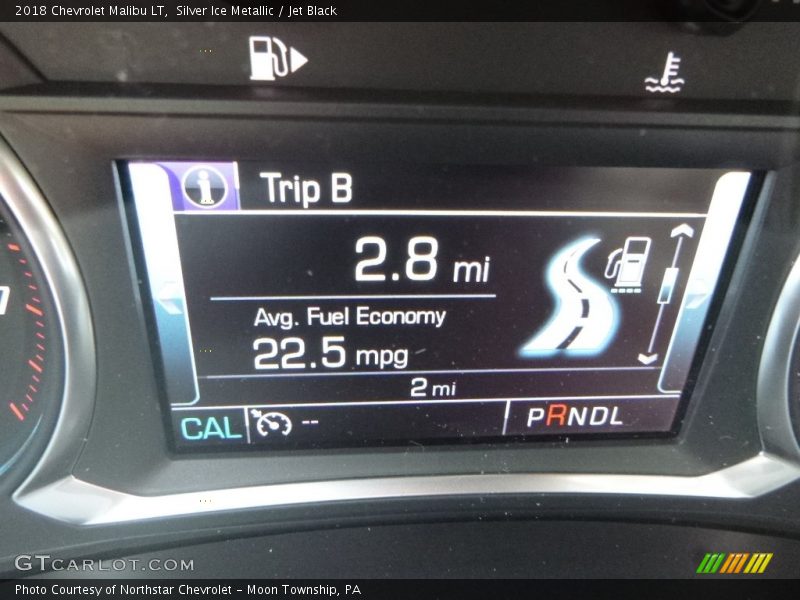 2018 Chevrolet Malibu LT, Silver Ice Metallic / Jet Black
Trip B
2.8 mi
Avg. Fuel Economy
22.5 mpg
2 mi
CAL -- PRNDL
GTCARLOT.COM
Photo Courtesy of Northstar Chevrolet - Moon Township, PA